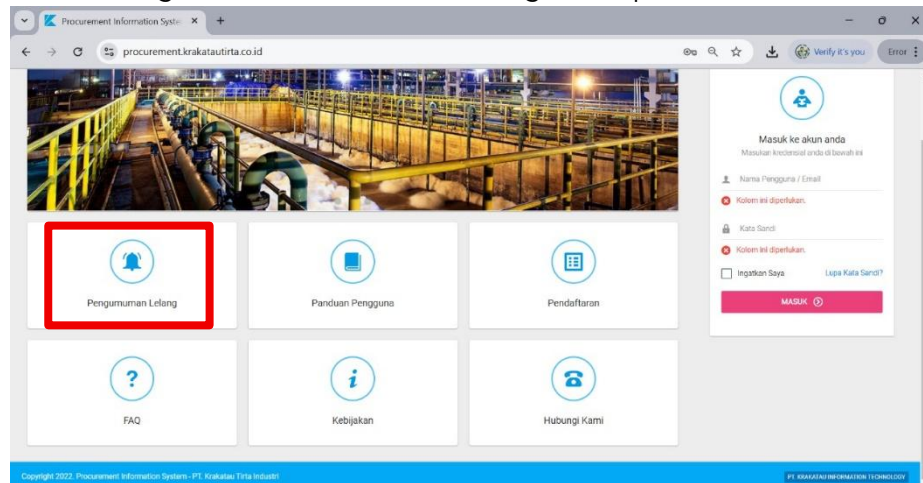 Procurement Information Syste
procurement.krakatautirta.co.id
Verify it's you
Error
Masuk ke akun anda
Masukan kredensial anda di bawah ini
Nama Pengguna / Email
Kolom ini diperlukan.
Kata Sandi
Kolom ini diperlukan.
Ingatkan Saya
Lupa Kata Sandi?
MASUK
Pengumuman Lelang
Panduan Pengguna
Pendaftaran
FAQ
Kebijakan
Hubungi Kami
Copyright 2022. Procurement Information System - PT. Krakatau Tirta Industri
PT. KRAKATAU INFORMATION TECHNOLOGY